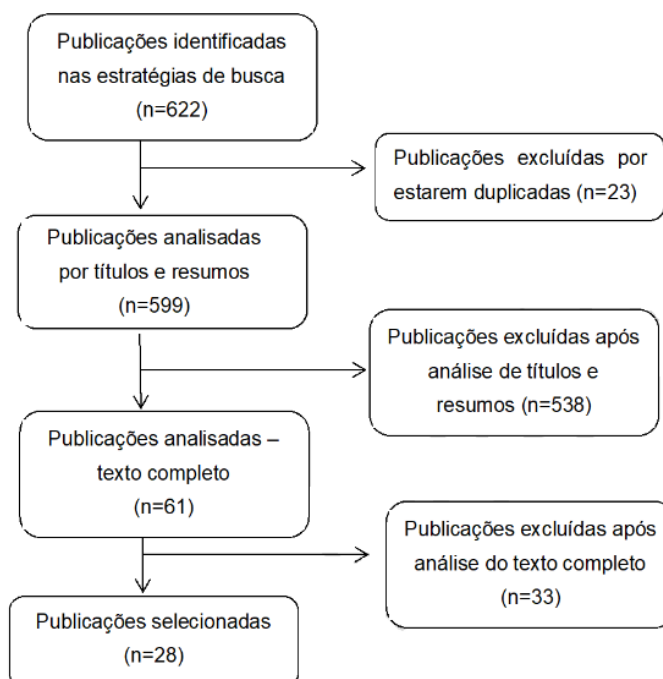 Publicações identificadas
nas estratégias de busca
(n=622)
Publicações excluídas por
estarem duplicadas (n=23)
Publicações analisadas
por títulos e resumos
(n=599)
Publicações excluídas após
análise de títulos e
resumos (n=538)
Publicações analisadas –
texto completo
(n=61)
Publicações excluídas após
análise do texto completo
(n=33)
Publicações selecionadas
(n=28)